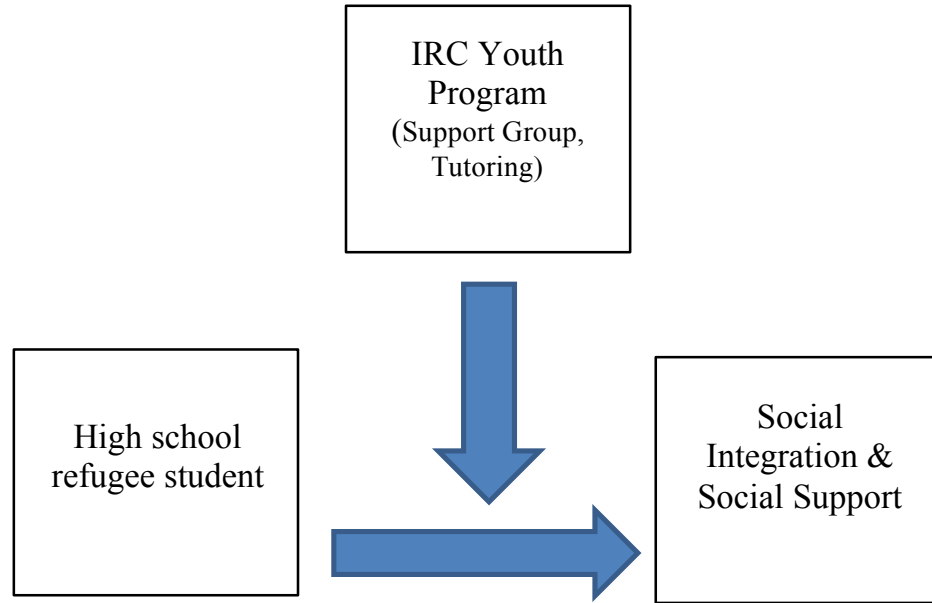 IRC Youth
Program
(Support Group,
Tutoring)
High school
refugee student
Social
Integration &
Social Support